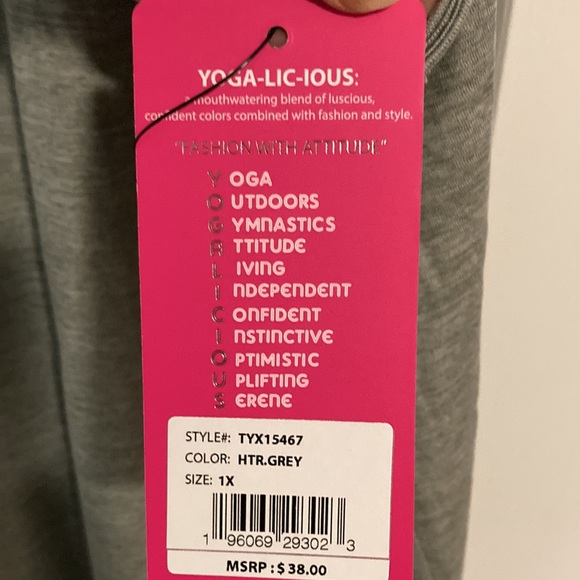 YOGA-LIC-IOUS:
a mouthwatering blend of luscious,
confident colors combined with fashion and style.
"FASHION WITH ATTITUDE"
YOGA
OUTDOORS
GYMNASTICS
ATTITUDE
LIVING
INDEPENDENT
CONFIDENT
INSTINCTIVE
OPTIMISTIC
UPLIFTING
SERENE
STYLE#: TYX15467
COLOR: HTR.GREY
SIZE: 1X
1 96069 29302 3
MSRP : $ 38.00